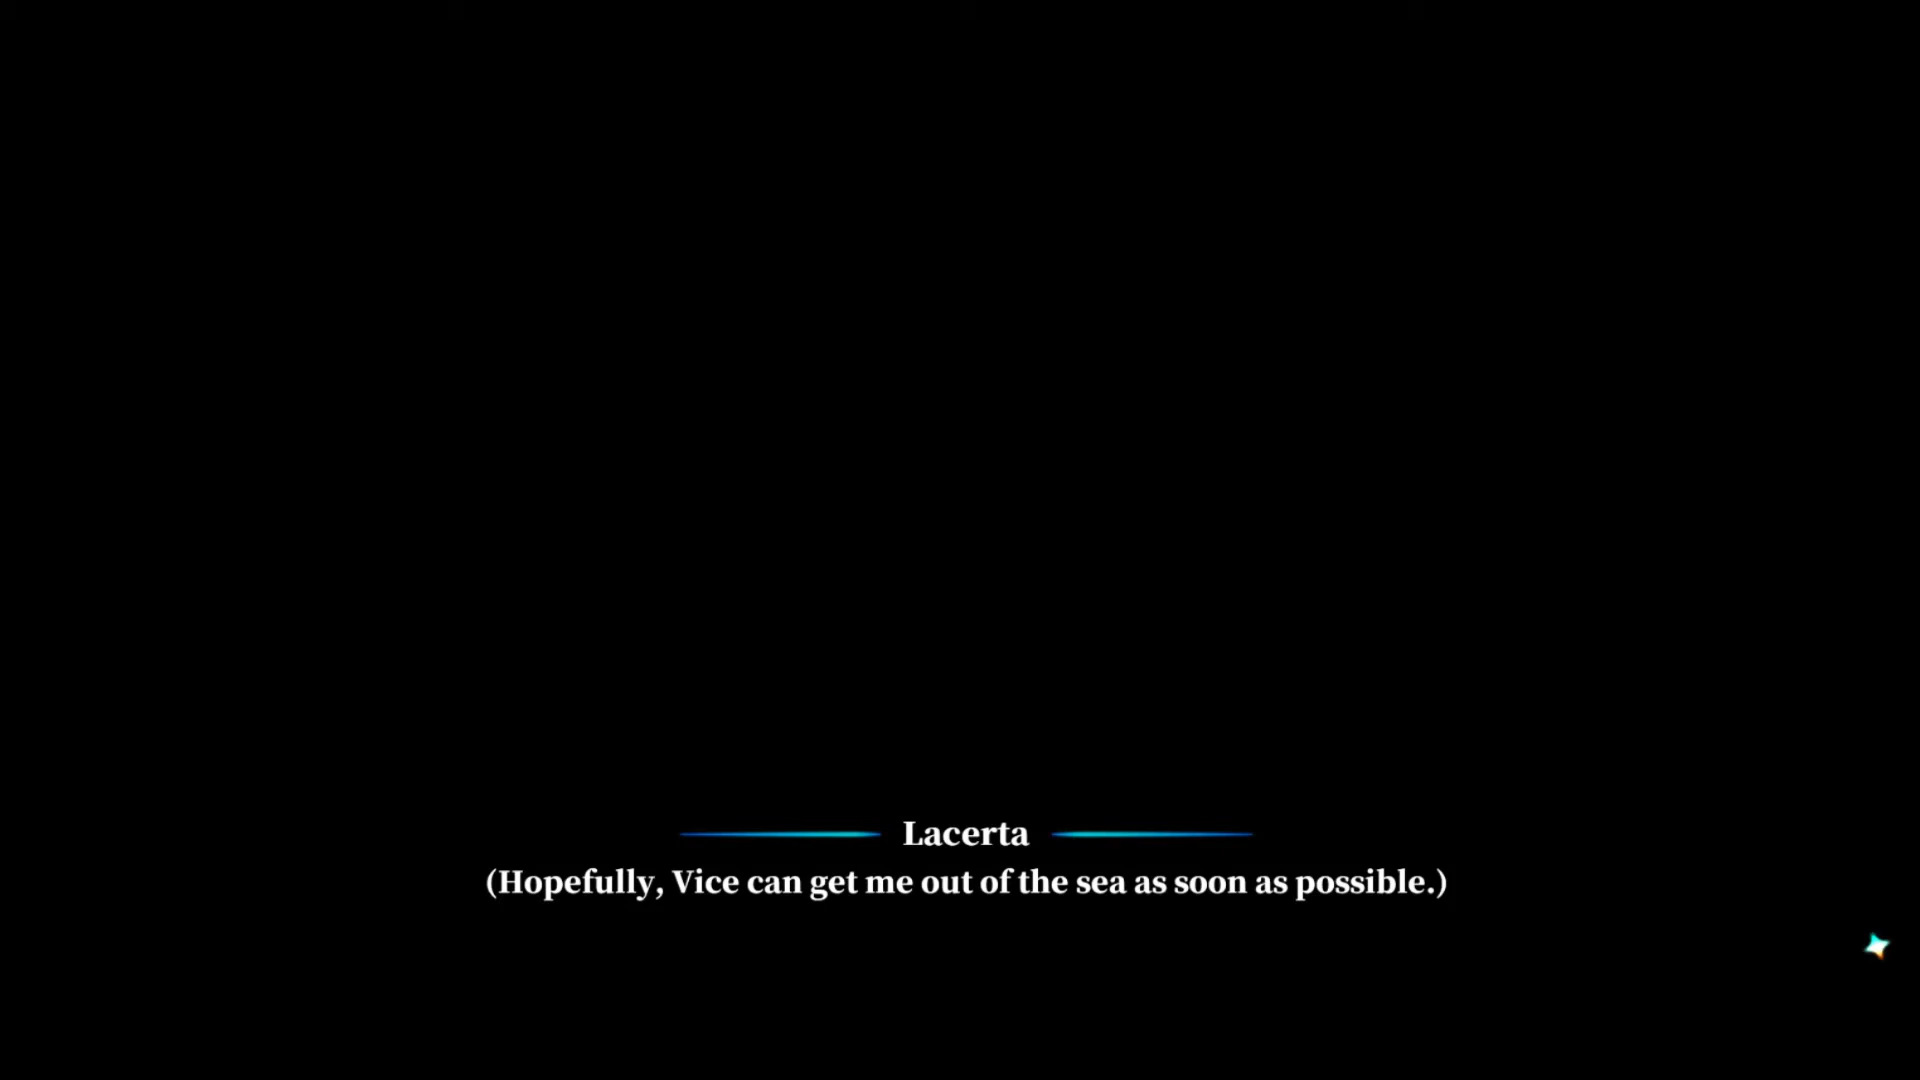 Lacerta
(Hopefully, Vice can get me out of the sea as soon as possible.)